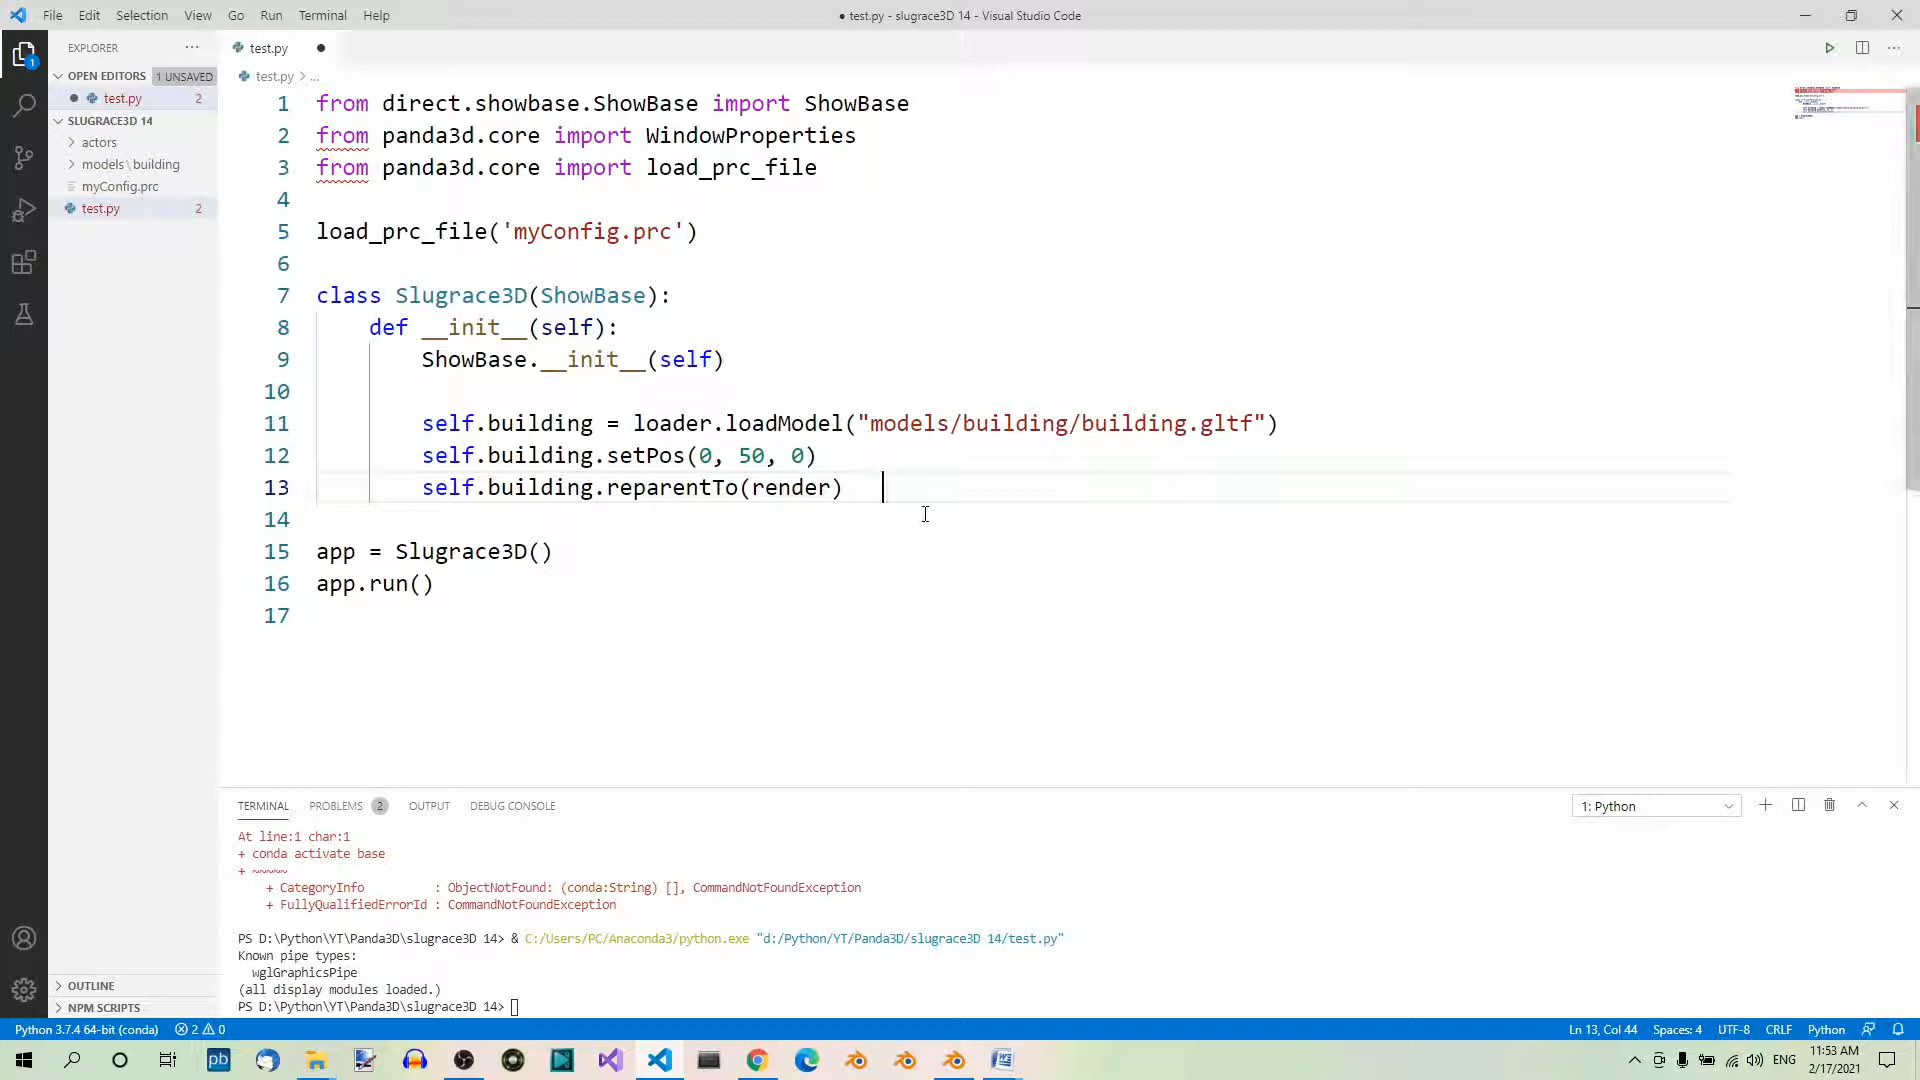 File Edit Selection View Go Run Terminal Help
● test.py - slugrace3D 14 - Visual Studio Code
EXPLORER
OPEN EDITORS 1 UNSAVED
test.py 2
SLUGRACE3D 14
actors
models\building
myConfig.prc
test.py 2
OUTLINE
NPM SCRIPTS
1
test.py
test.py > ...
1 from direct.showbase.ShowBase import ShowBase
2 from panda3d.core import WindowProperties
3 from panda3d.core import load_prc_file
4
5 load_prc_file('myConfig.prc')
6
7 class Slugrace3D(ShowBase):
8 def __init__(self):
9 ShowBase.__init__(self)
10
11 self.building = loader.loadModel("models/building/building.gltf")
12 self.building.setPos(0, 50, 0)
13 self.building.reparentTo(render)
14
15 app = Slugrace3D()
16 app.run()
17
TERMINAL PROBLEMS 2 OUTPUT DEBUG CONSOLE
1: Python
At line:1 char:1
+ conda activate base
+ ~~~~~
+ CategoryInfo : ObjectNotFound: (conda:String) [], CommandNotFoundException
+ FullyQualifiedErrorId : CommandNotFoundException
PS D:\Python\YT\Panda3D\slugrace3D 14> & C:/Users/PC/Anaconda3/python.exe "d:/Python/YT/Panda3D/slugrace3D 14/test.py"
Known pipe types:
wglGraphicsPipe
(all display modules loaded.)
PS D:\Python\YT\Panda3D\slugrace3D 14>
Python 3.7.4 64-bit (conda) 2 0
Ln 13, Col 44 Spaces: 4 UTF-8 CRLF Python
pb
ENG
11:53 AM
2/17/2021